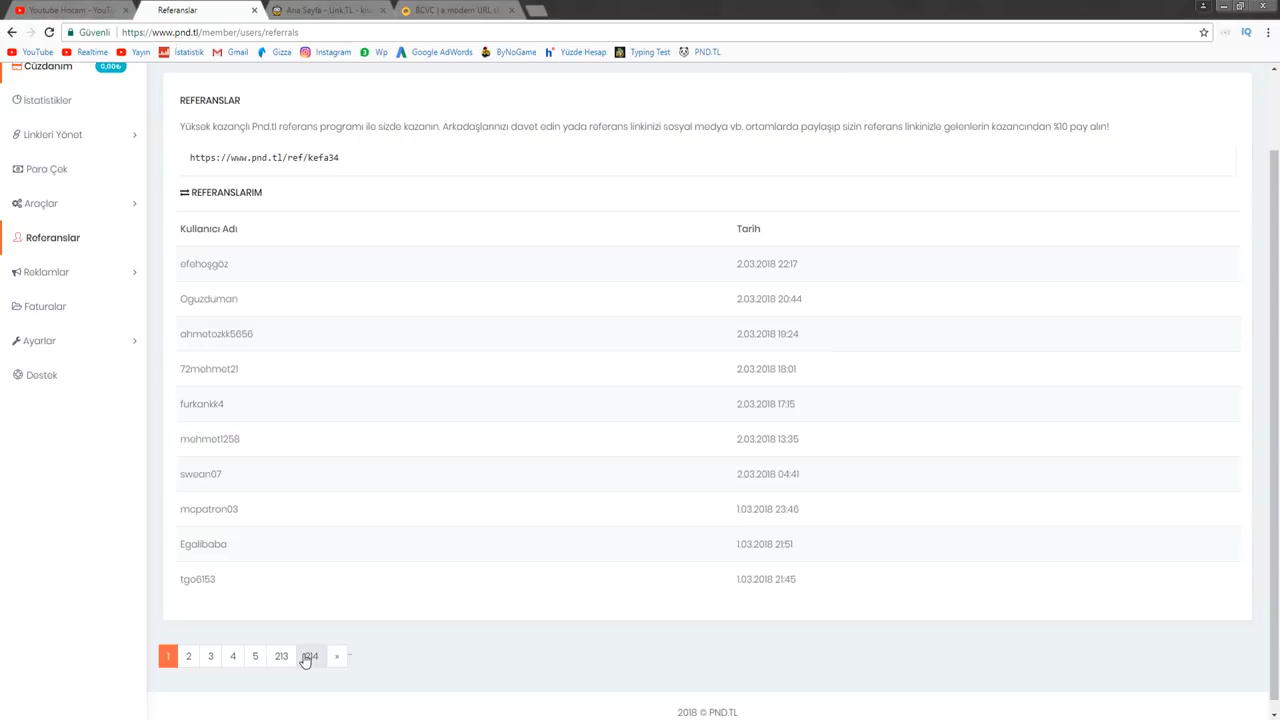 Youtube Hocam - YouTu
Referanslar
Ana Sayfa - Link.TL - kısa
BCVC | a modern URL s
Güvenli
https://www.pnd.tl/member/users/referrals
YouTube
Realtime
Yayın
İstatistik
Gmail
Gizza
Instagram
Wp
Google AdWords
ByNoGame
Yüzde Hesap
Typing Test
PND.TL
Cüzdanım
0,00₺
İstatistikler
Linkleri Yönet
Para Çek
Araçlar
Referanslar
Reklamlar
Faturalar
Ayarlar
Destek
REFERANSLAR
Yüksek kazançlı Pnd.tl referans programı ile sizde kazanın. Arkadaşlarınızı davet edin yada referans linkinizi sosyal medya vb. ortamlarda paylaşıp sizin referans linkinizle gelenlerin kazancından %10 pay alın!
https://www.pnd.tl/ref/kefa34
REFERANSLARIM
Kullanıcı Adı Tarih
efehoşgöz 2.03.2018 22:17
Oguzduman 2.03.2018 20:44
ahmetozkk5656 2.03.2018 19:24
72mehmet21 2.03.2018 18:01
furkankk4 2.03.2018 17:15
mehmet1258 2.03.2018 13:35
swean07 2.03.2018 04:41
mcpatron03 1.03.2018 23:46
Egalibaba 1.03.2018 21:51
tgo6153 1.03.2018 21:45
1 2 3 4 5 213 214 »
2018 © PND.TL